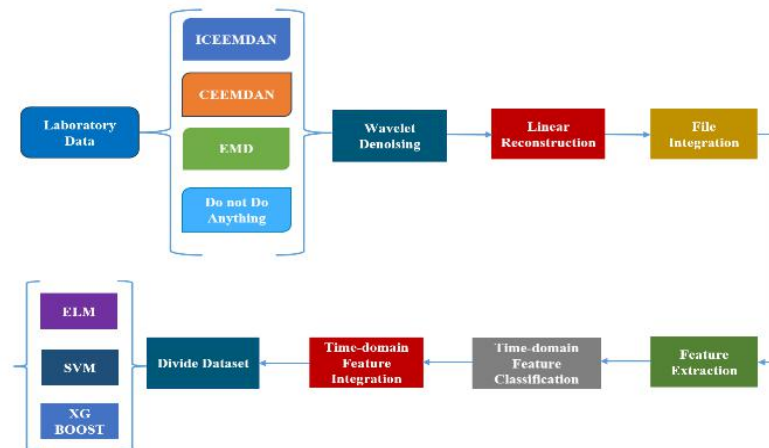 ICEEMDAN
CEEMDAN
EMD
Do not Do
Anything
Laboratory
Data
Wavelet
Denoising
Linear
Reconstruction
File
Integration
ELM
SVM
XG
BOOST
Divide Dataset
Time-domain
Feature
Integration
Time-domain
Feature
Classification
Feature
Extraction